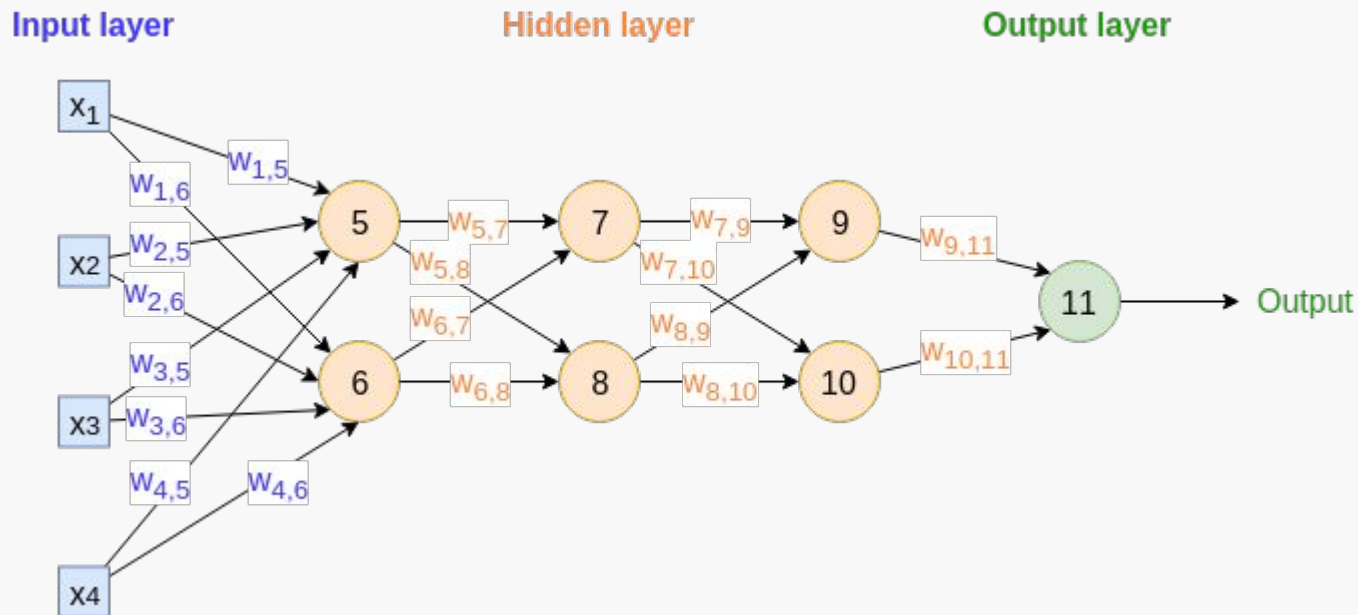 Input layer
Hidden layer
Output layer
x1
w1,5
w1,6
x2
w2,5
w2,6
x3
w3,5
w3,6
x4
w4,5
w4,6
5
w5,7
w5,8
6
w6,7
w6,8
7
w7,9
w7,10
8
w8,9
w8,10
9
w9,11
10
w10,11
11
Output